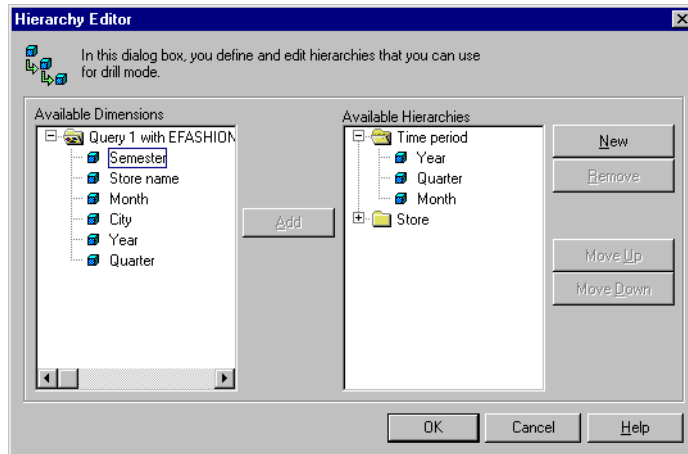 Hierarchy Editor
In this dialog box, you define and edit hierarchies that you can use
for drill mode.
Available Dimensions
Query 1 with EFASHION
Semester
Store name
Month
City
Year
Quarter
Add
Available Hierarchies
Time period
Year
Quarter
Month
Store
New
Remove
Move Up
Move Down
OK
Cancel
Help